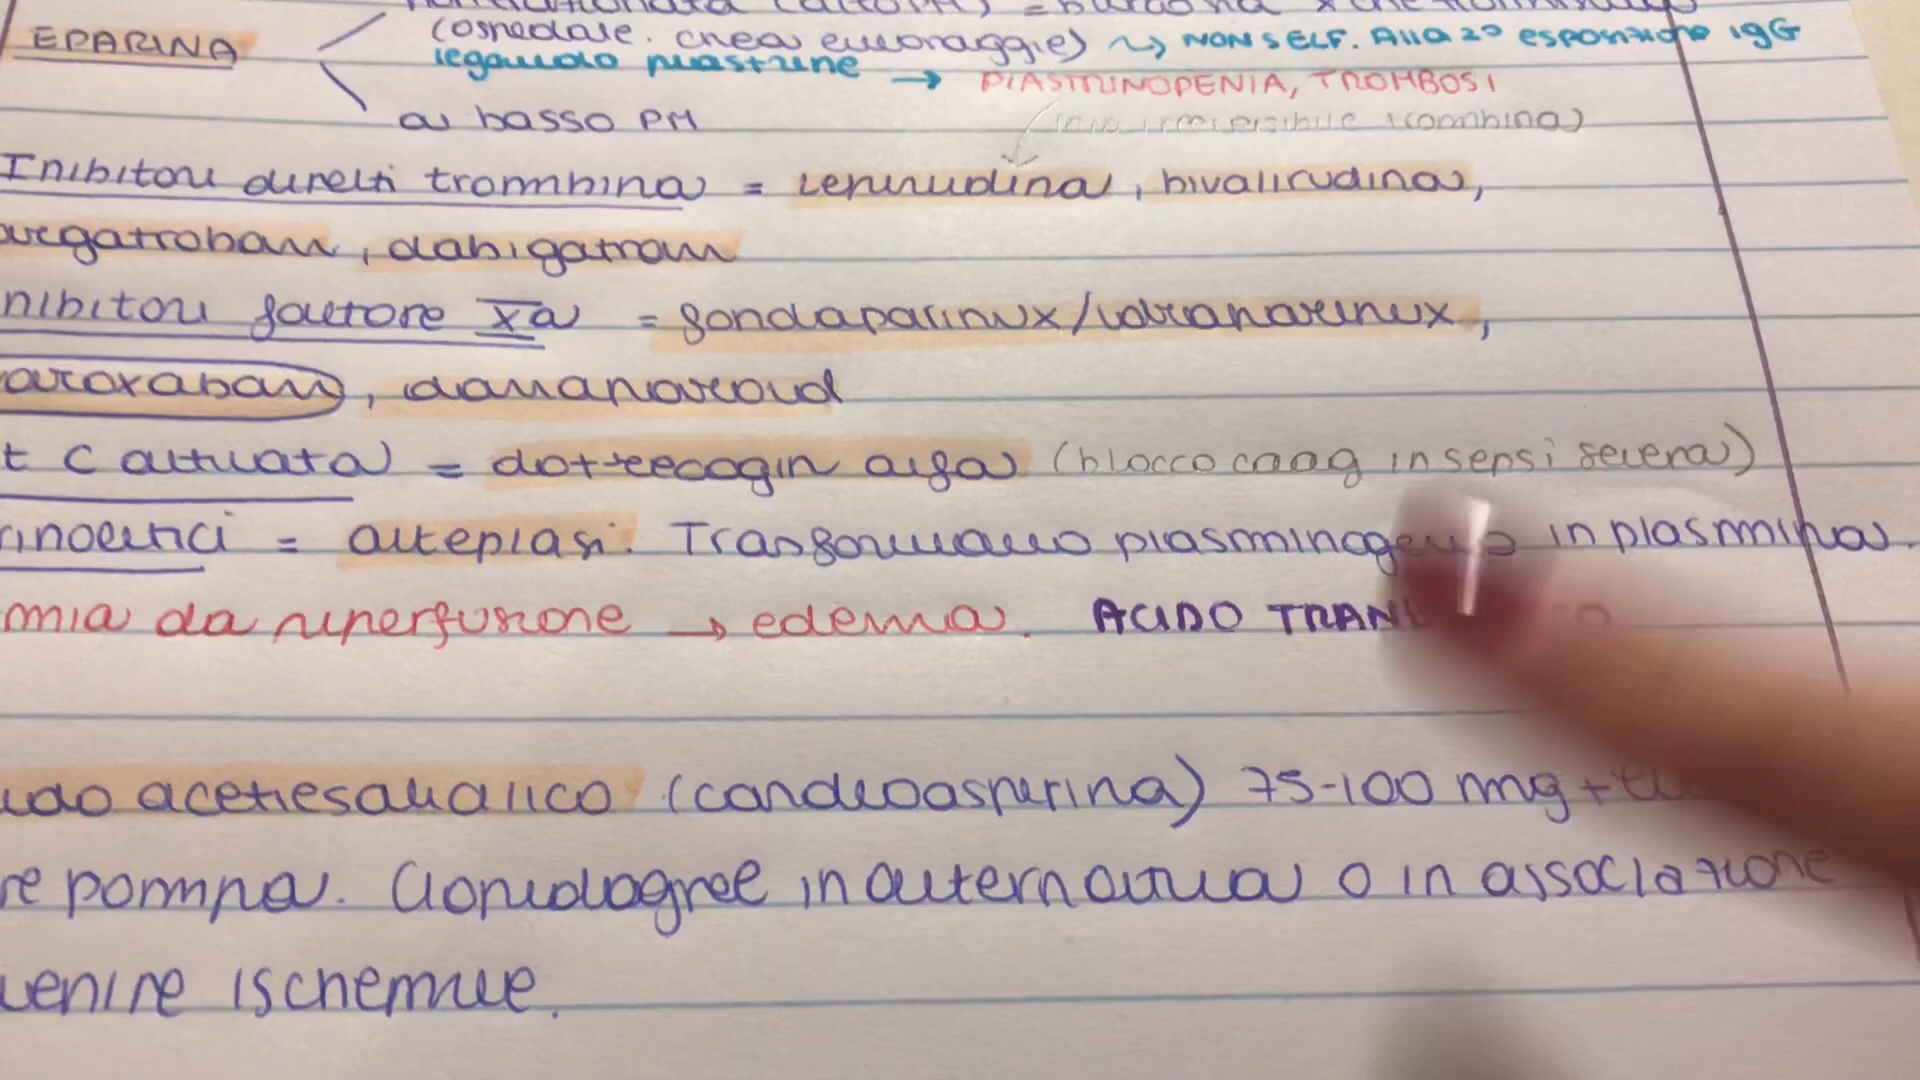 EPARINA
(ospedale. crea emorraggie) ~> NON SELF. Alla 2° esposizione IgG
legando piastrine → PIASTRINOPENIA, TROMBOSI
a basso PM
Inibitori diretti trombina = lepirudina, bivalirudina,
argatroban, dabigatran
nibitori fattore Xa = fondaparinux/idraparinux,
aroxaban, danaparoid
t C attivata = drotrecogin alfa (blocco coag in sepsi severa)
inolitici = alteplasi. Trasformano plasminogeno in plasmina.
mia da riperfusione → edema. ACIDO TRAN
ido acetilsalicilico (cardioasperina) 75-100 mg +
re pompa. Clopidogrel in alternativa o in associazione
venire ischemie.